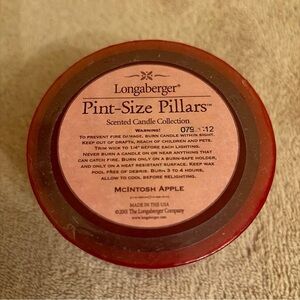 Longaberger®
Pint-Size Pillars™
Scented Candle Collection
WARNING!
TO PREVENT FIRE DAMAGE, BURN CANDLE WITHIN SIGHT.
KEEP OUT OF DRAFTS, REACH OF CHILDREN AND PETS.
TRIM WICK TO 1/4" BEFORE EACH LIGHTING.
NEVER BURN A CANDLE ON OR NEAR ANYTHING THAT
CAN CATCH FIRE. BURN ONLY ON A BURN-SAFE HOLDER,
AND ONLY ON A HEAT RESISTANT SURFACE. KEEP WAX
POOL FREE OF DEBRIS. BURN 3 TO 4 HOURS,
ALLOW TO COOL BEFORE RELIGHTING.
MCINTOSH APPLE
MADE IN THE USA
©2001 The Longaberger Company
www.longaberger.com